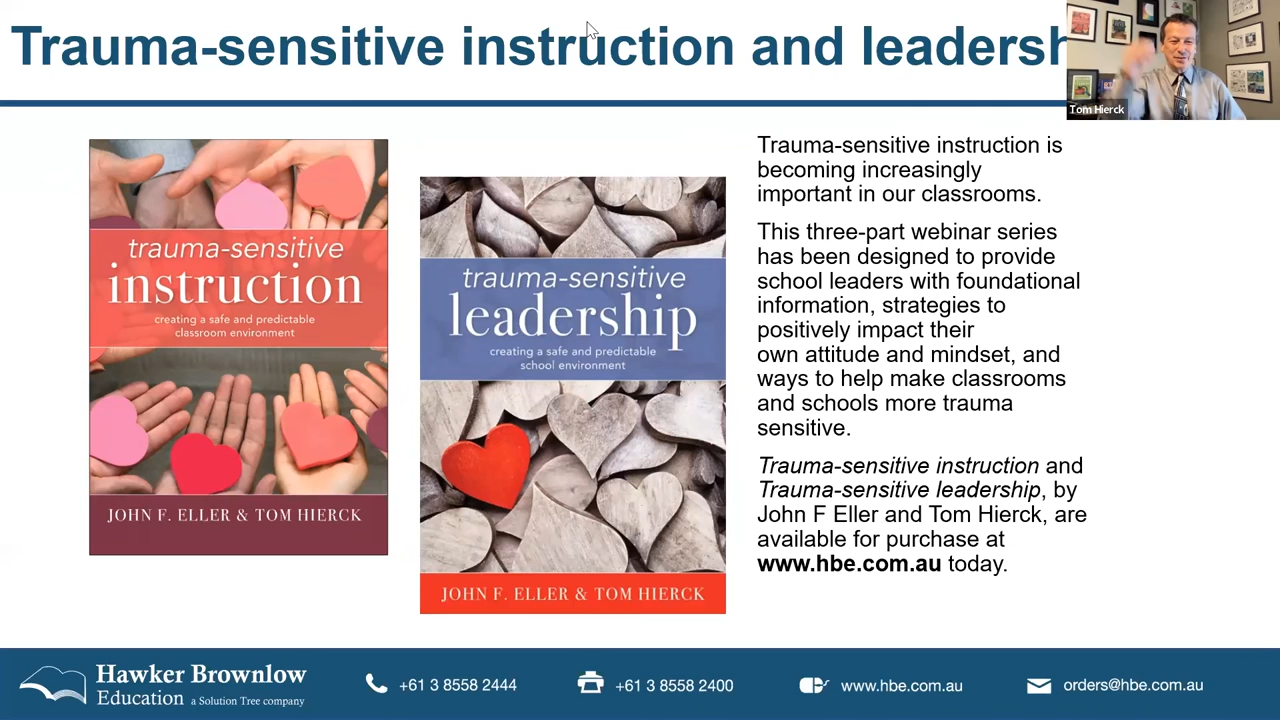 Trauma-sensitive instruction and leadersh
Tom Hierck
trauma-sensitive
instruction
creating a safe and predictable
classroom environment
JOHN F. ELLER & TOM HIERCK
trauma-sensitive
leadership
creating a safe and predictable
school environment
JOHN F. ELLER & TOM HIERCK
Trauma-sensitive instruction is
becoming increasingly
important in our classrooms.
This three-part webinar series
has been designed to provide
school leaders with foundational
information, strategies to
positively impact their
own attitude and mindset, and
ways to help make classrooms
and schools more trauma
sensitive.
Trauma-sensitive instruction and
Trauma-sensitive leadership, by
John F Eller and Tom Hierck, are
available for purchase at
www.hbe.com.au today.
Hawker Brownlow
Education a Solution Tree company
+61 3 8558 2444
+61 3 8558 2400
www.hbe.com.au
orders@hbe.com.au